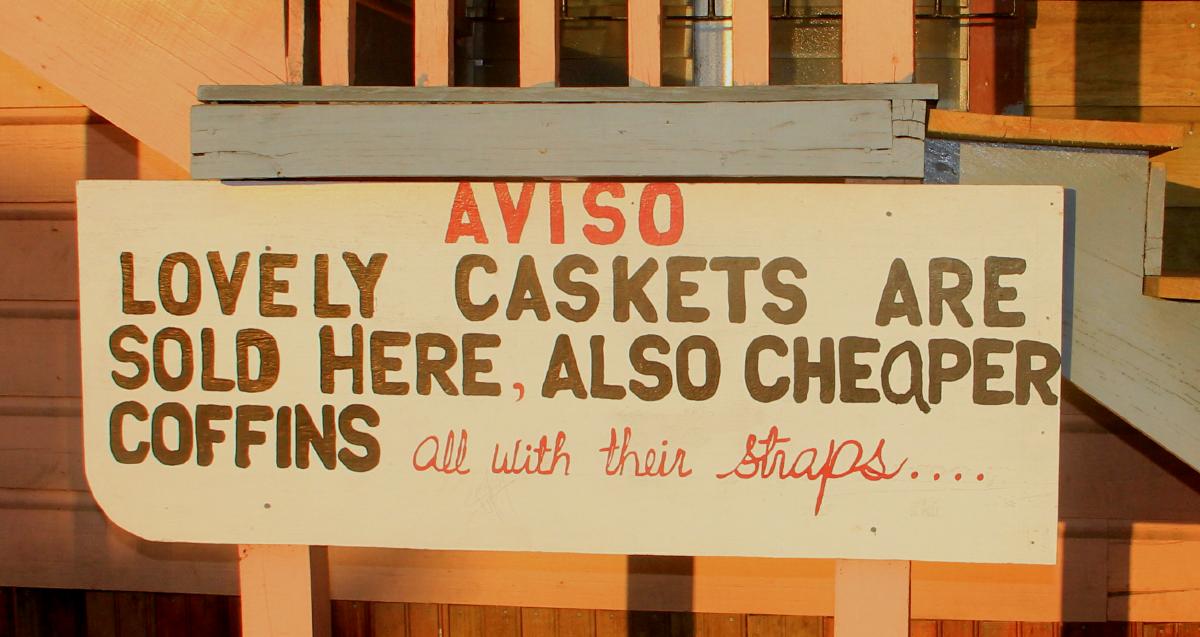 AVISO
LOVELY CASKETS ARE
SOLD HERE, ALSO CHEaPER
COFFINS all with their straps....